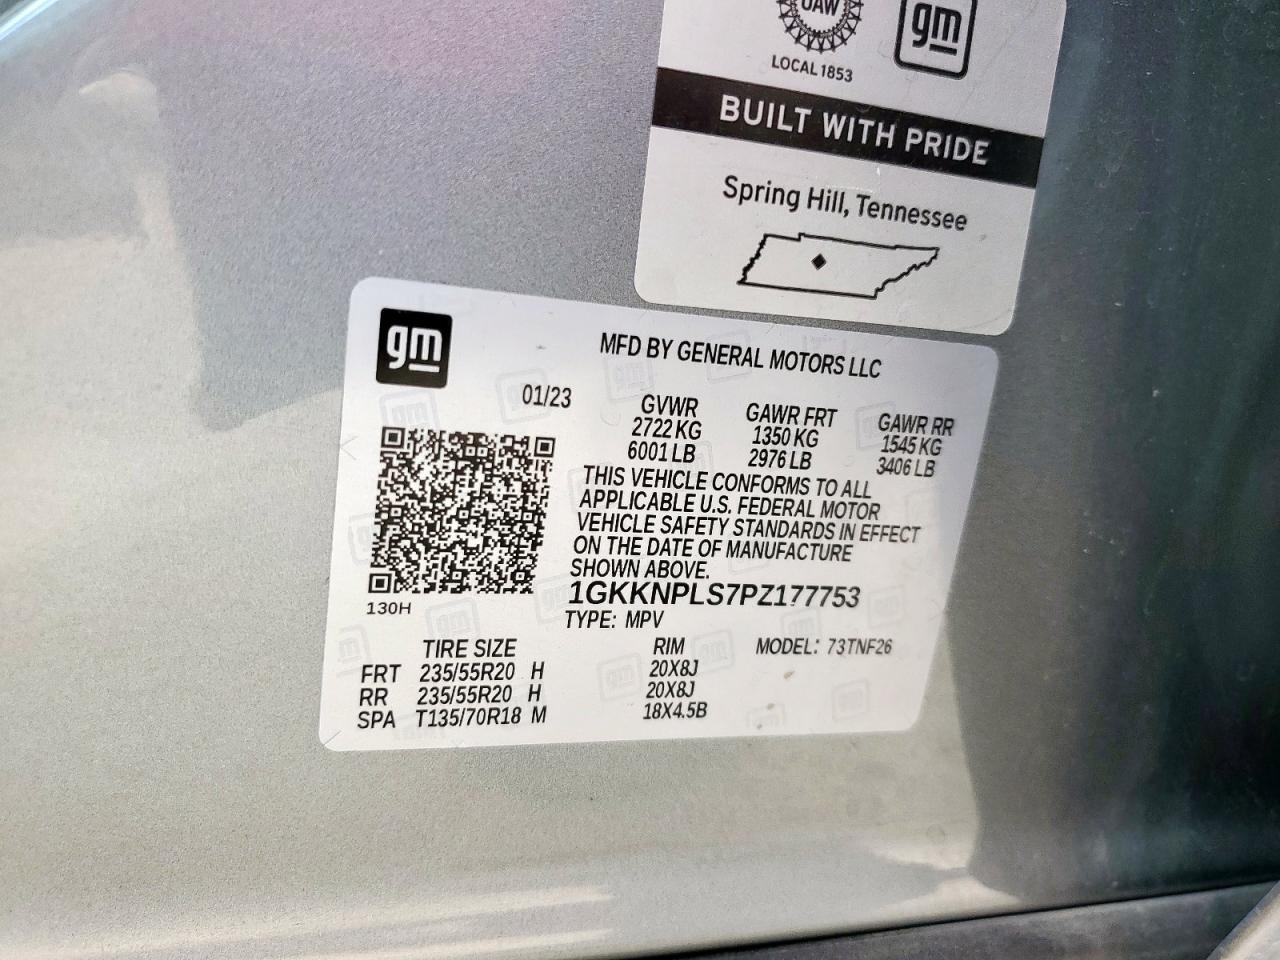 UAW
gm
LOCAL 1853
BUILT WITH PRIDE
Spring Hill, Tennessee
gm
MFD BY GENERAL MOTORS LLC
01/23
GVWR GAWR FRT GAWR RR
2722 KG 1350 KG 1545 KG
6001 LB 2976 LB 3406 LB
THIS VEHICLE CONFORMS TO ALL
APPLICABLE U.S. FEDERAL MOTOR
VEHICLE SAFETY STANDARDS IN EFFECT
ON THE DATE OF MANUFACTURE
SHOWN ABOVE.
1GKKNPLS7PZ177753
130H
TYPE: MPV
TIRE SIZE RIM MODEL: 73TNF26
FRT 235/55R20 H 20X8J
RR 235/55R20 H 20X8J
SPA T135/70R18 M 18X4.5B